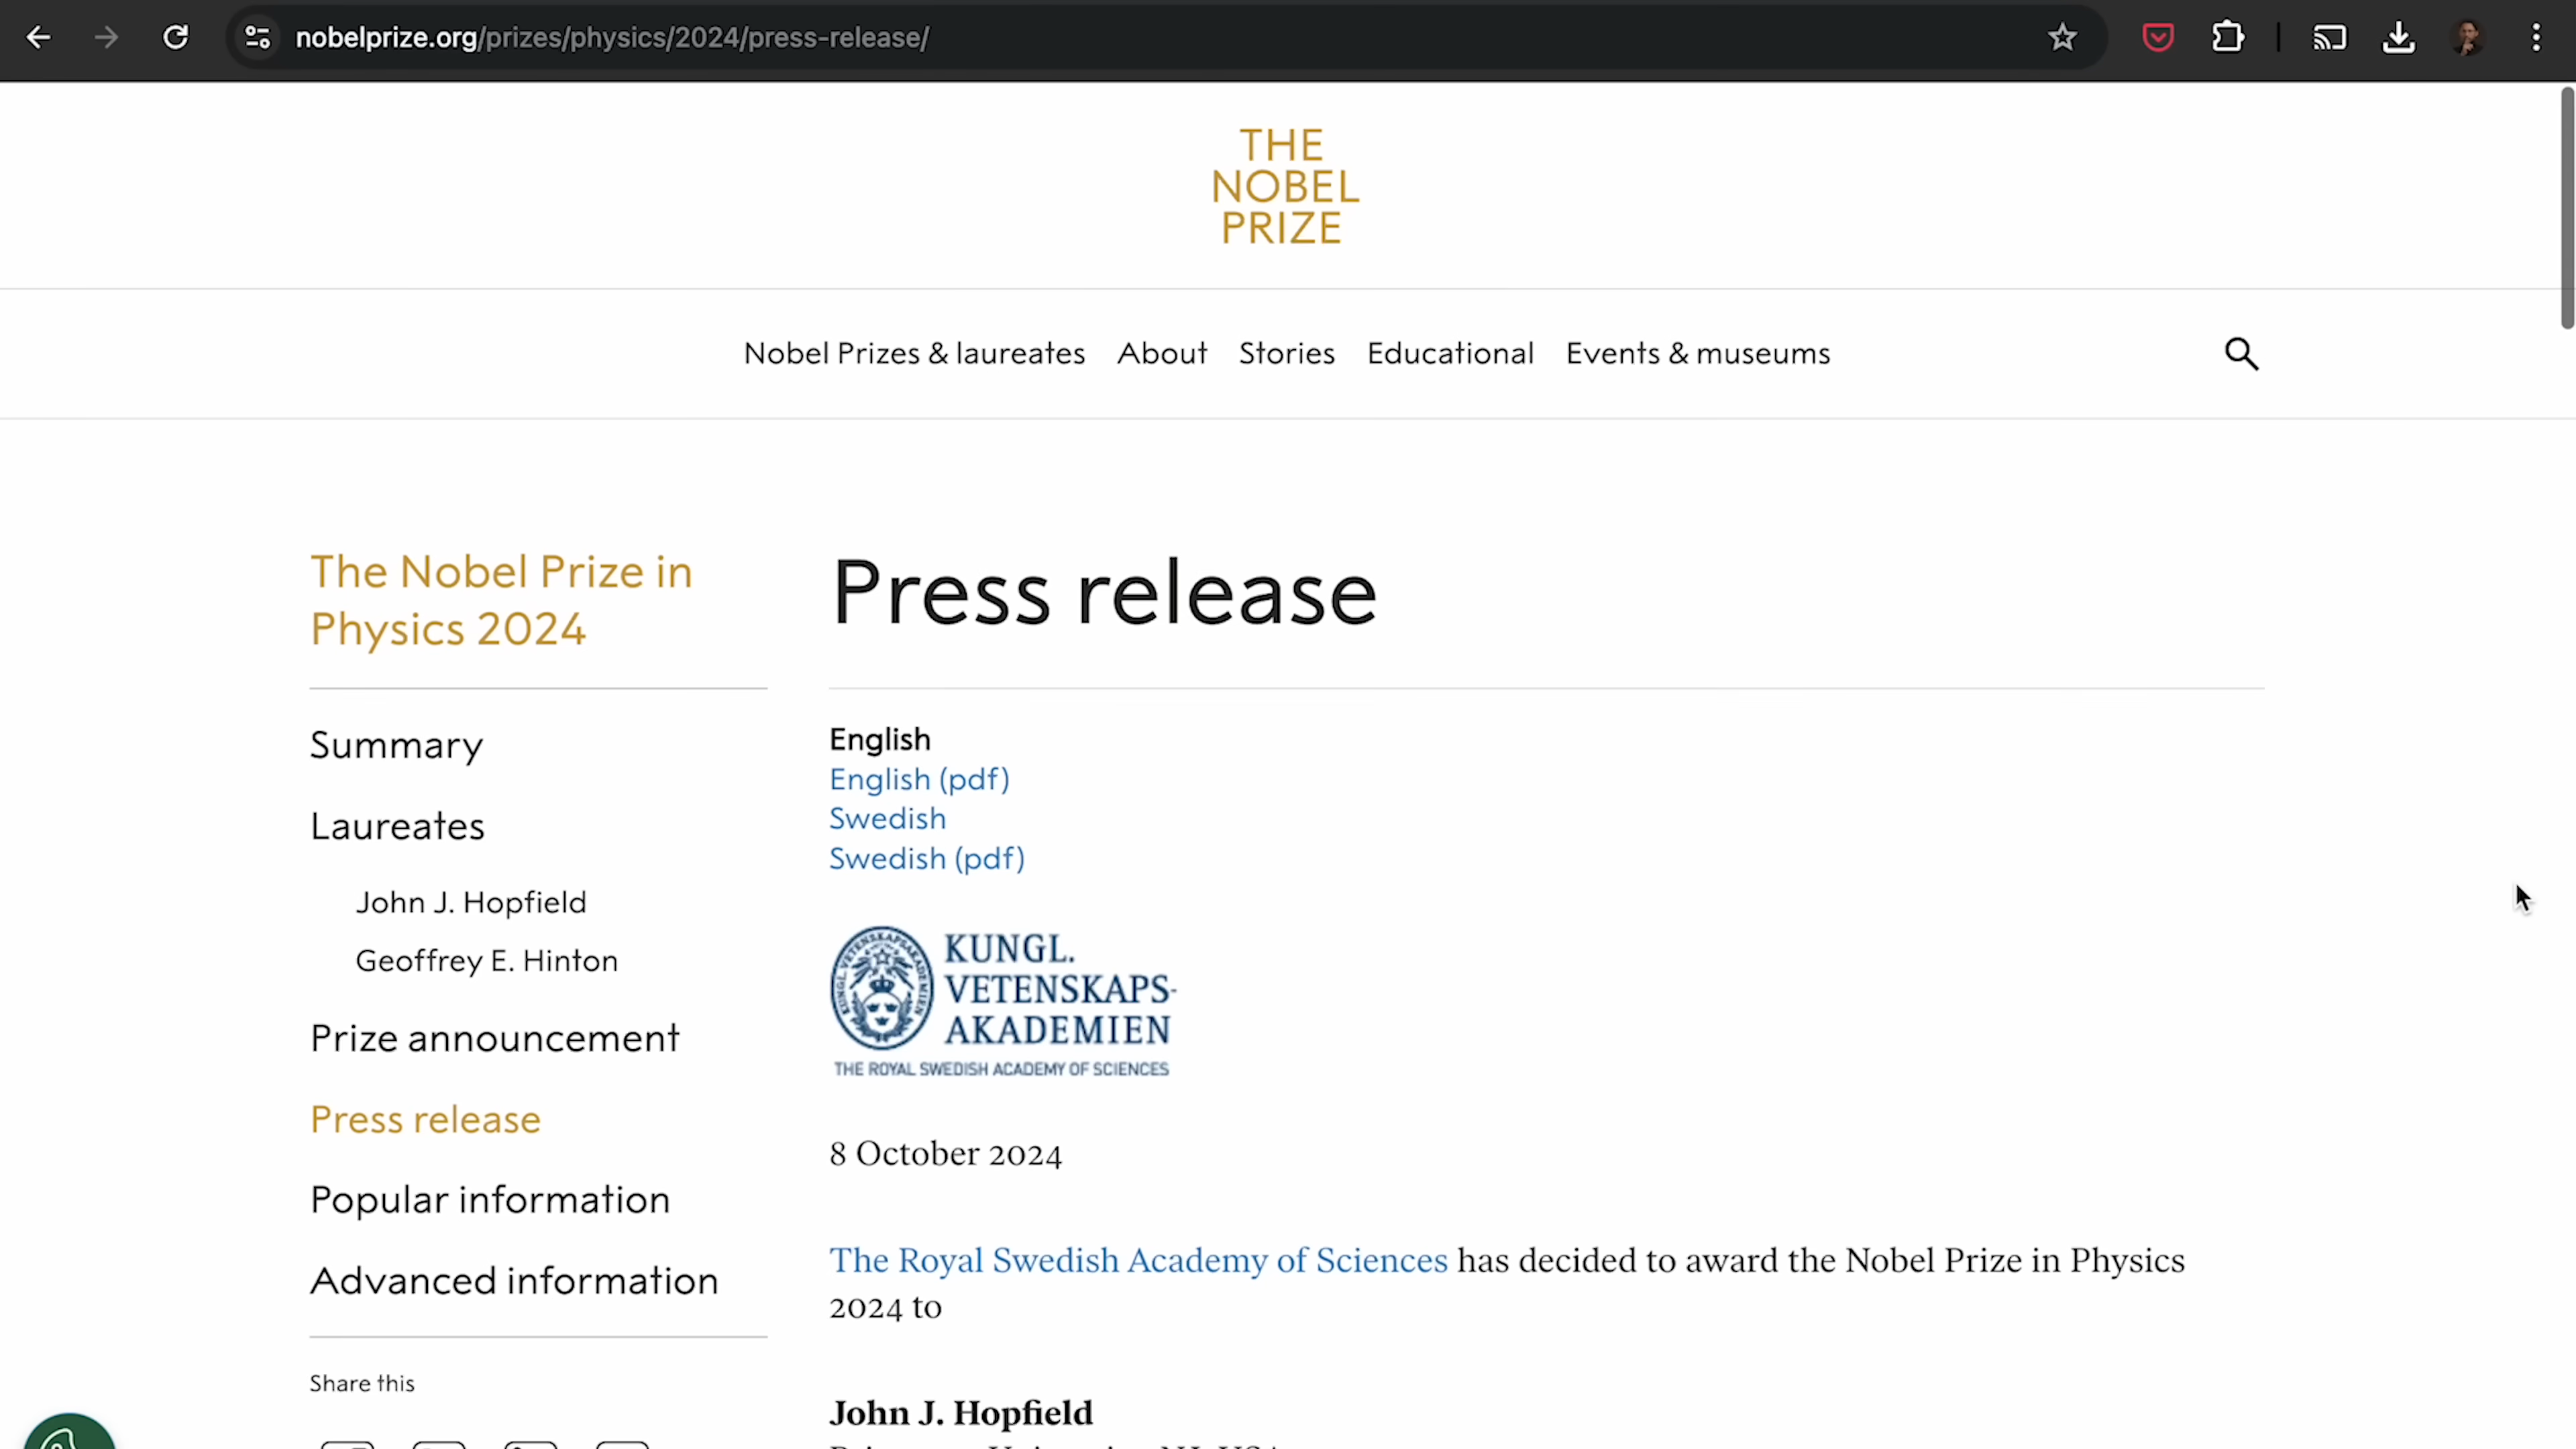 nobelprize.org/prizes/physics/2024/press-release/
THE
NOBEL
PRIZE
Nobel Prizes & laureates About Stories Educational Events & museums
The Nobel Prize in
Physics 2024
Summary
Laureates
John J. Hopfield
Geoffrey E. Hinton
Prize announcement
Press release
Popular information
Advanced information
Share this
Press release
English
English (pdf)
Swedish
Swedish (pdf)
KUNGL.
VETENSKAPS-
AKADEMIEN
THE ROYAL SWEDISH ACADEMY OF SCIENCES
8 October 2024
The Royal Swedish Academy of Sciences has decided to award the Nobel Prize in Physics
2024 to
John J. Hopfield